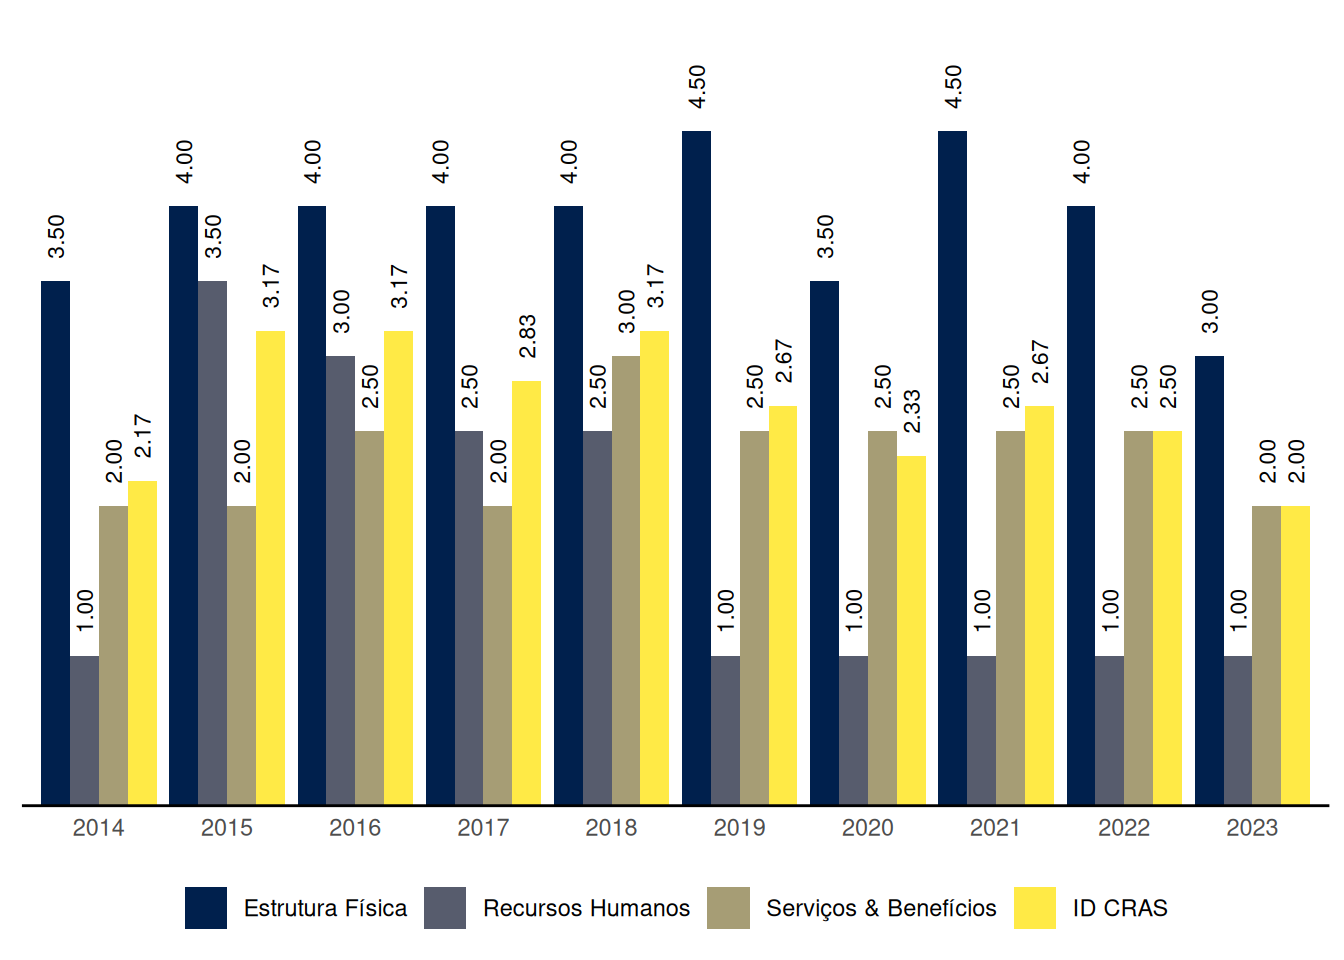 3.50 1.00 2.00 2.17
4.00 3.50 2.00 3.17
4.00 3.00 2.50 3.17
4.00 2.50 2.00 2.83
4.00 2.50 3.00 3.17
4.50 1.00 2.50 2.67
3.50 1.00 2.50 2.33
4.50 1.00 2.50 2.67
4.00 1.00 2.50 2.50
3.00 1.00 2.00 2.00
2014 2015 2016 2017 2018 2019 2020 2021 2022 2023
Estrutura Física Recursos Humanos Serviços & Benefícios ID CRAS